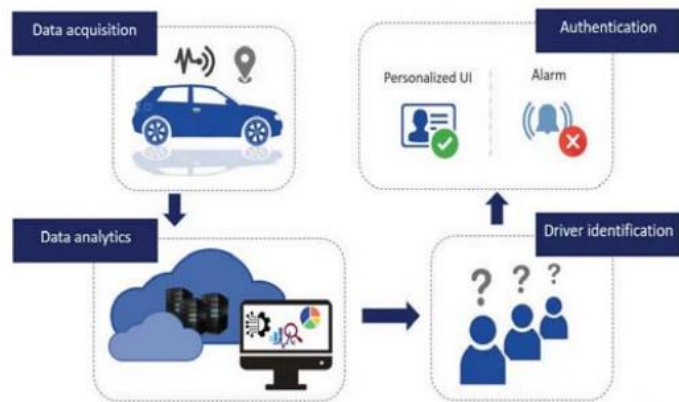 Data acquisition
Authentication
Personalized UI
Alarm
Data analytics
Driver identification